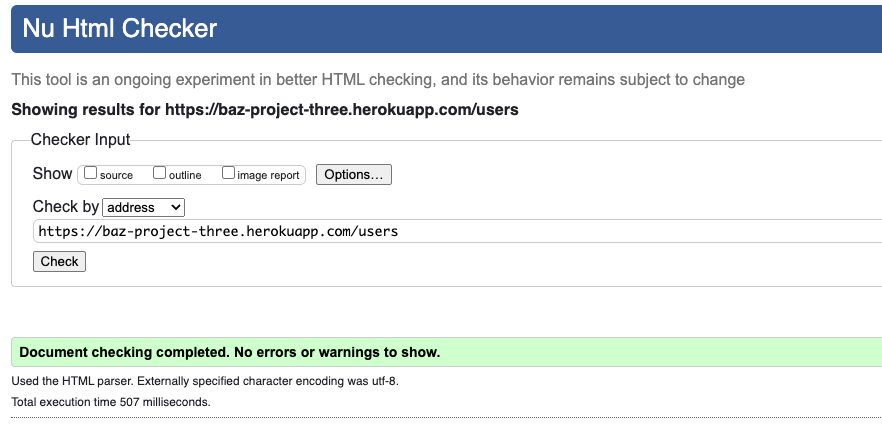 Nu Html Checker
This tool is an ongoing experiment in better HTML checking, and its behavior remains subject to change
Showing results for https://baz-project-three.herokuapp.com/users
Checker Input
Show source outline image report Options...
Check by address
https://baz-project-three.herokuapp.com/users
Check
Document checking completed. No errors or warnings to show.
Used the HTML parser. Externally specified character encoding was utf-8.
Total execution time 507 milliseconds.